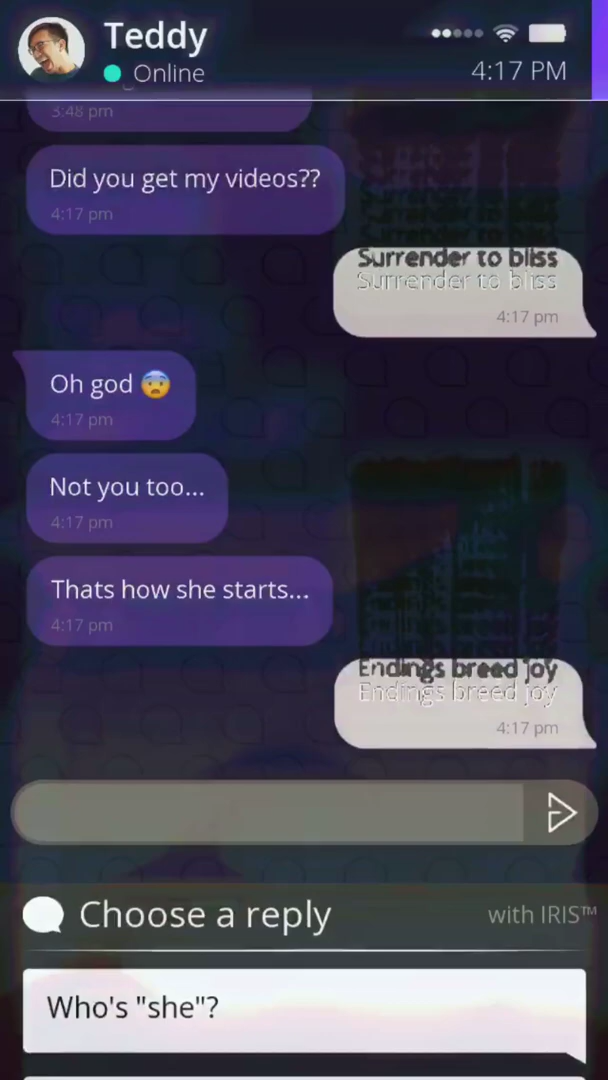 Teddy
Online
4:17 PM
3:48 pm
Did you get my videos??
4:17 pm
Surrender to bliss
Surrender to bliss
4:17 pm
Oh god 😨
4:17 pm
Not you too...
4:17 pm
Thats how she starts...
4:17 pm
Endings breed joy
Endings breed joy
4:17 pm
Choose a reply
with IRIS™
Who's "she"?